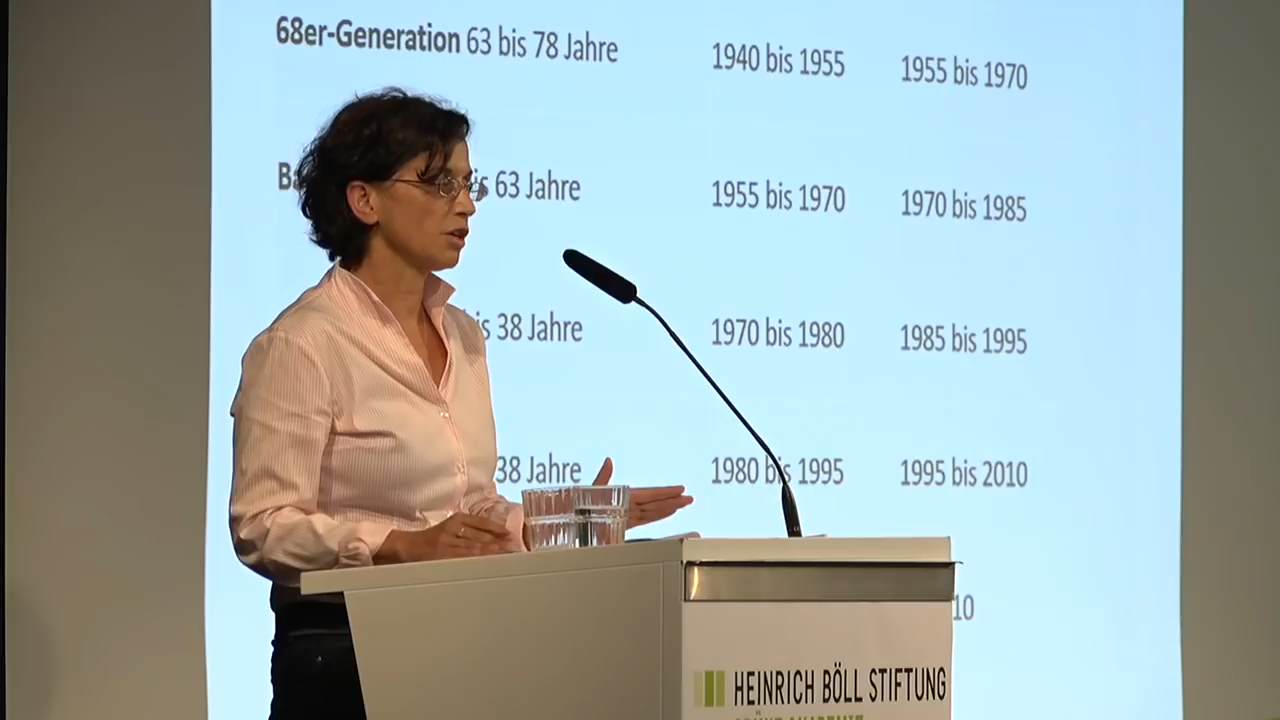 68er-Generation 63 bis 78 Jahre 1940 bis 1955 1955 bis 1970
63 Jahre 1955 bis 1970 1970 bis 1985
38 Jahre 1970 bis 1980 1985 bis 1995
38 Jahre 1980 bis 1995 1995 bis 2010
10
HEINRICH BÖLL STIFTUNG